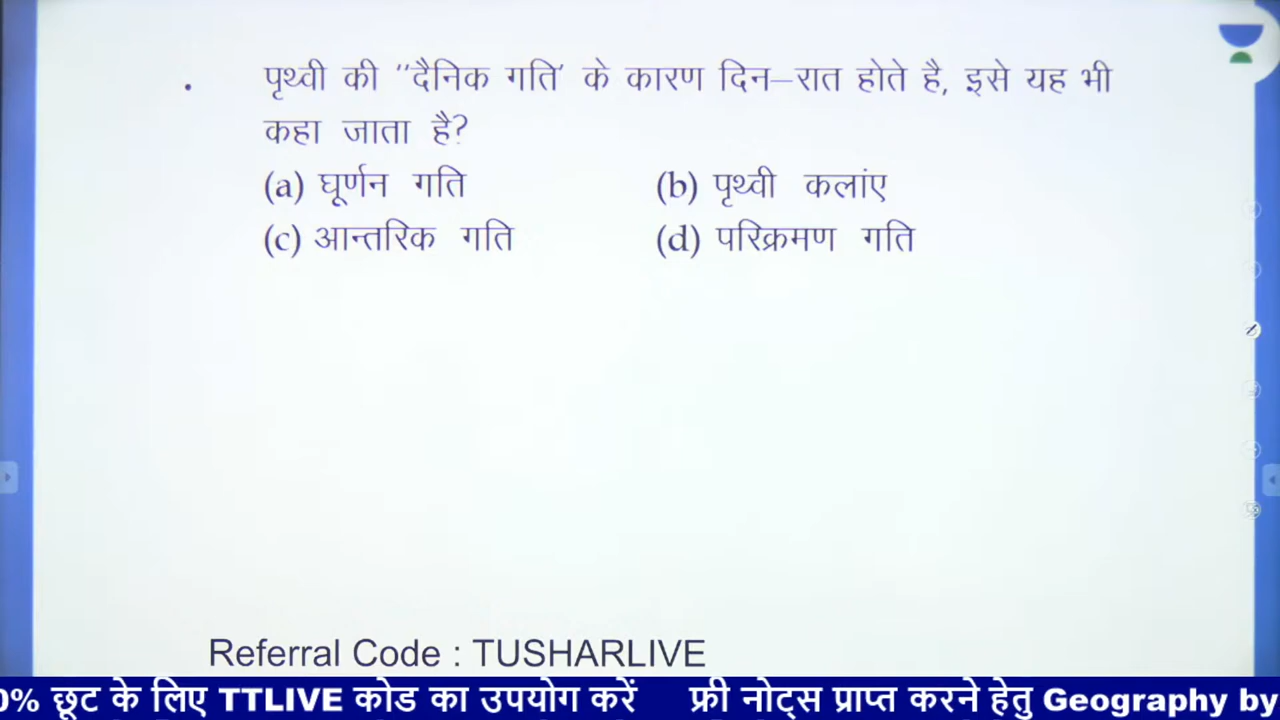 . पृथ्वी की "दैनिक गति' के कारण दिन–रात होते है, इसे यह भी
कहा जाता है?
(a) घूर्णन गति (b) पृथ्वी कलांए
(c) आन्तरिक गति (d) परिक्रमण गति
Referral Code : TUSHARLIVE
0% छूट के लिए TTLIVE कोड का उपयोग करें फ्री नोट्स प्राप्त करने हेतु Geography by